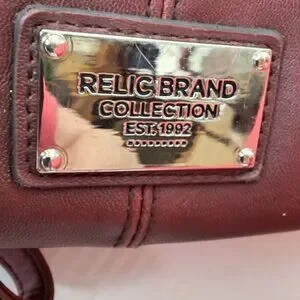 RELIC BRAND
COLLECTION
EST. 1992